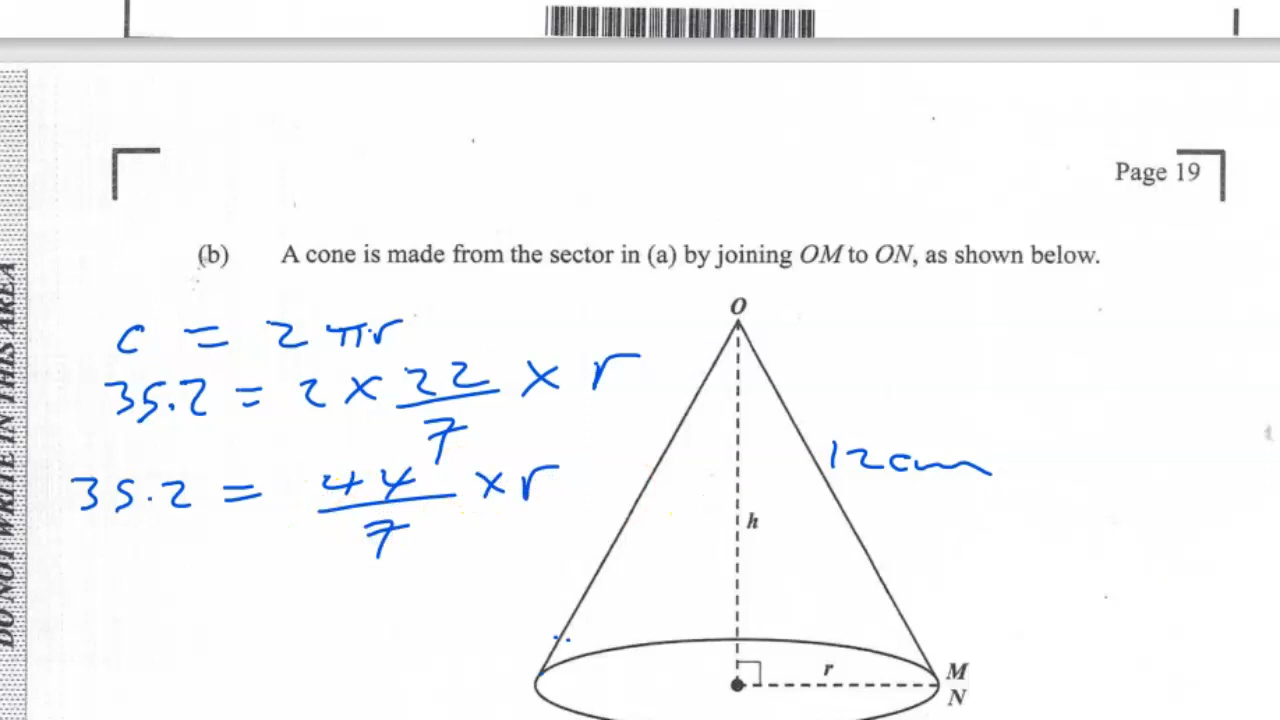 Page 19
(b) A cone is made from the sector in (a) by joining OM to ON, as shown below.
O
c = 2πr
35.2 = 2 × 22/7 × r
12cm
35.2 = 44/7 × r
h
r
M
N
DO NOT WRITE IN THIS AREA